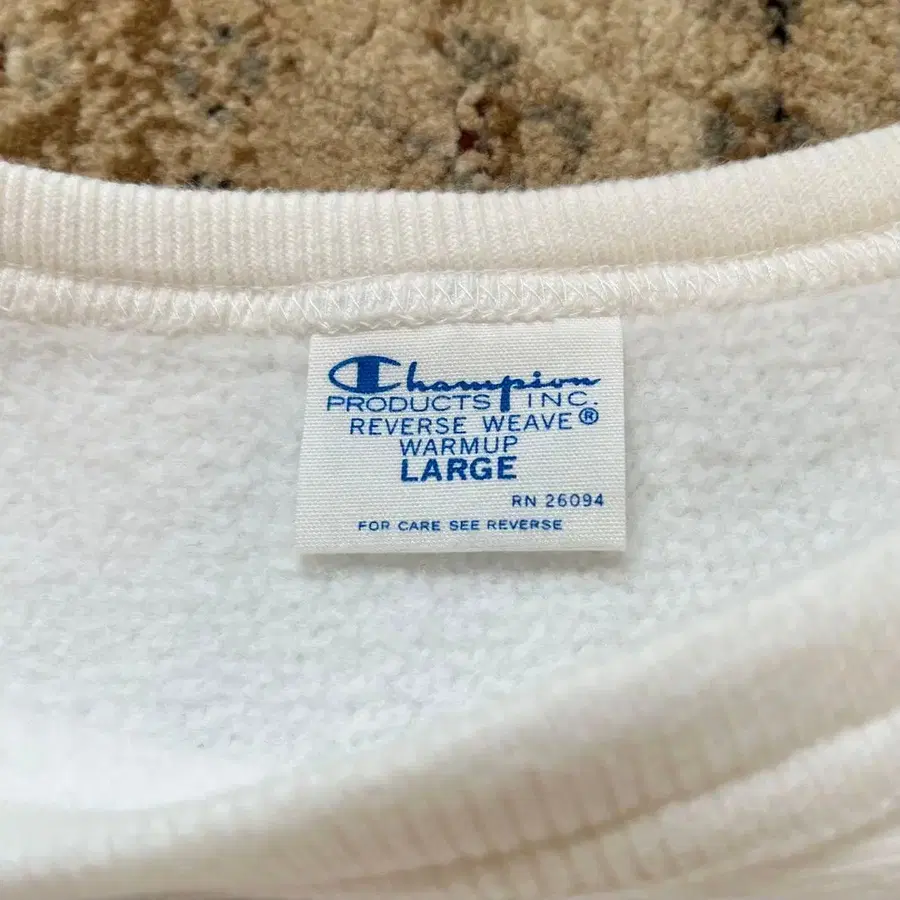 Champion
PRODUCTS INC.
REVERSE WEAVE®
WARMUP
LARGE
RN 26094
FOR CARE SEE REVERSE